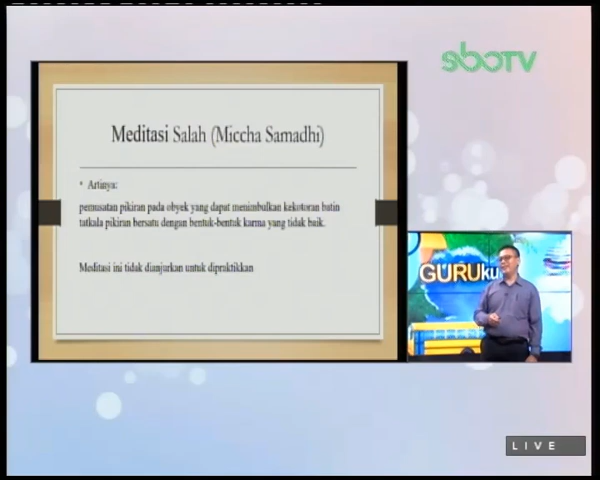 sboTV
Meditasi Salah (Miccha Samadhi)
* Artinya:
pemusatan pikiran pada obyek yang dapat menimbulkan kekotoran batin
tatkala pikiran bersatu dengan bentuk-bentuk karma yang tidak baik.
Meditasi ini tidak dianjurkan untuk dipraktikkan
GURUku
sboTV
LIVE